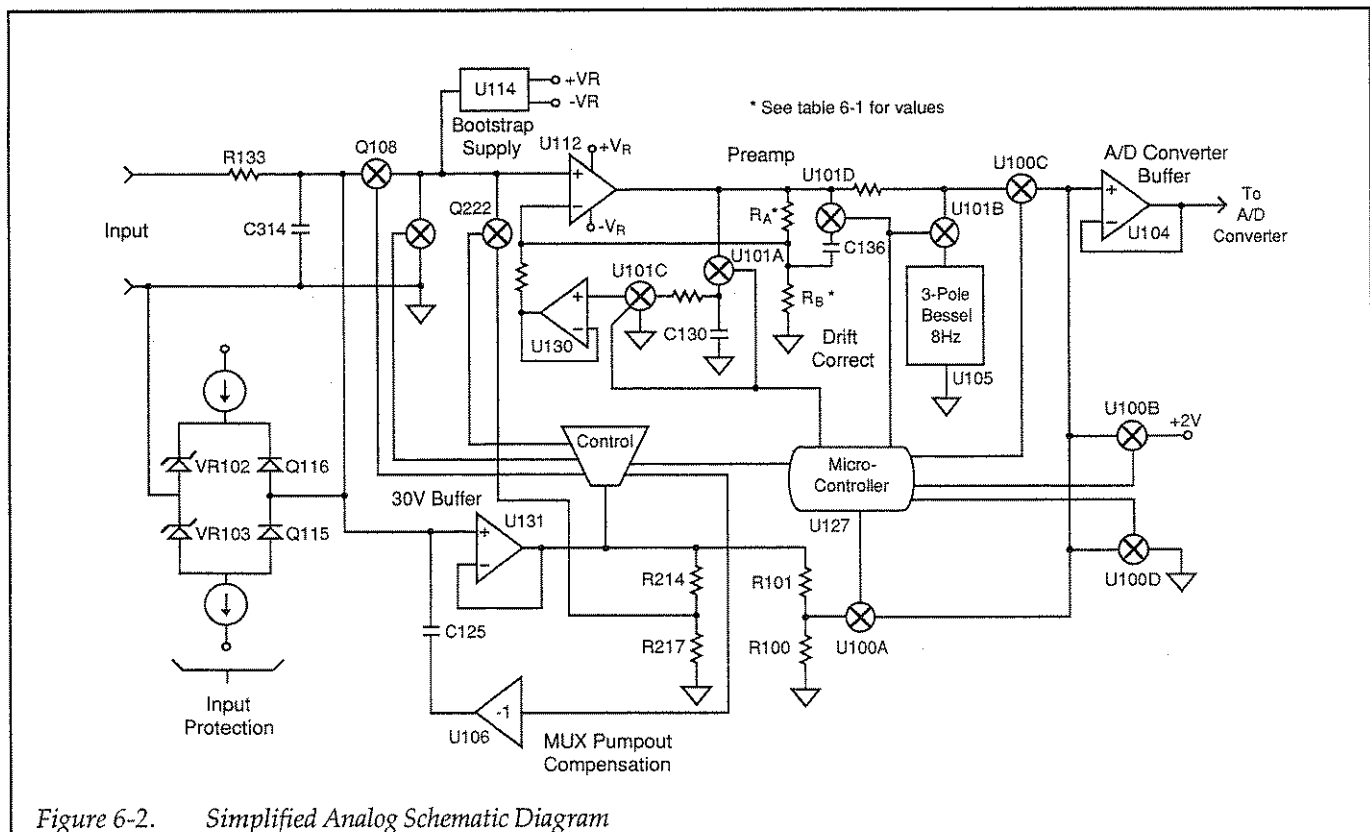 U114
+VR
-VR
Bootstrap
Supply
* See table 6-1 for values
R133
Q108
U112
+VR
-VR
Preamp
U101D
U100C
A/D Converter
Buffer
To
A/D
Converter
U104
Input
C314
Q222
RA*
C136
U101B
U101A
U101C
U130
C130
RB*
Drift
Correct
3-Pole
Bessel
8Hz
U105
U100B
+2V
Control
Micro-
Controller
U127
VR102
Q116
VR103
Q115
30V Buffer
U131
R214
R101
U100D
C125
R217
R100
U100A
Input
Protection
-1
U106
MUX Pumpout
Compensation
Figure 6-2. Simplified Analog Schematic Diagram